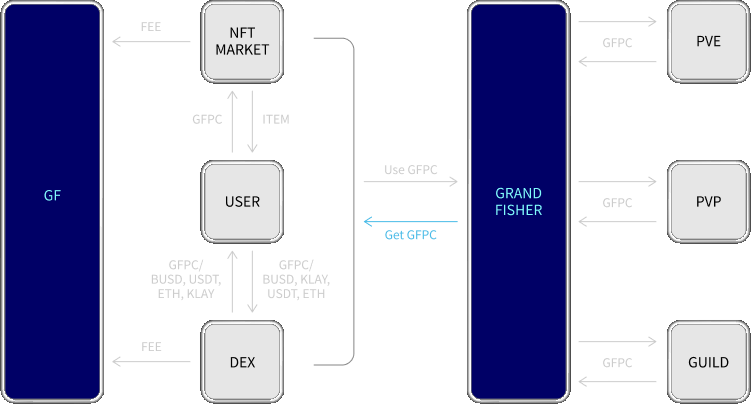 FEE
NFT
MARKET
GFPC
PVE
GFPC
ITEM
GF
USER
Use GFPC
Get GFPC
GRAND
FISHER
GFPC
PVP
GFPC/
BUSD, USDT,
ETH, KLAY
GFPC/
BUSD, KLAY,
USDT, ETH
FEE
DEX
GFPC
GUILD